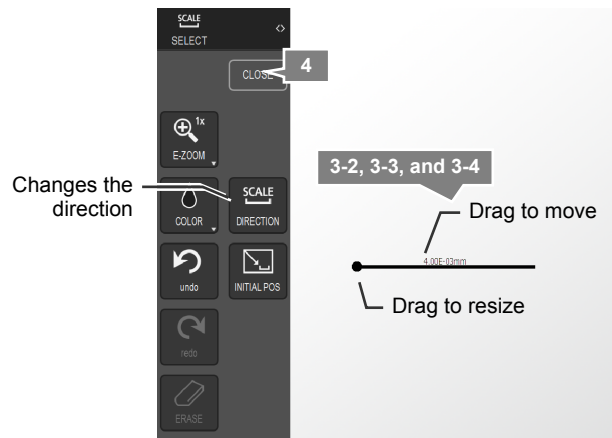 SCALE
SELECT
CLOSE
4
1x
E-ZOOM
3-2, 3-3, and 3-4
Changes the
direction
COLOR
SCALE
DIRECTION
Drag to move
4.00E-03mm
undo
INITIAL POS
Drag to resize
redo
ERASE